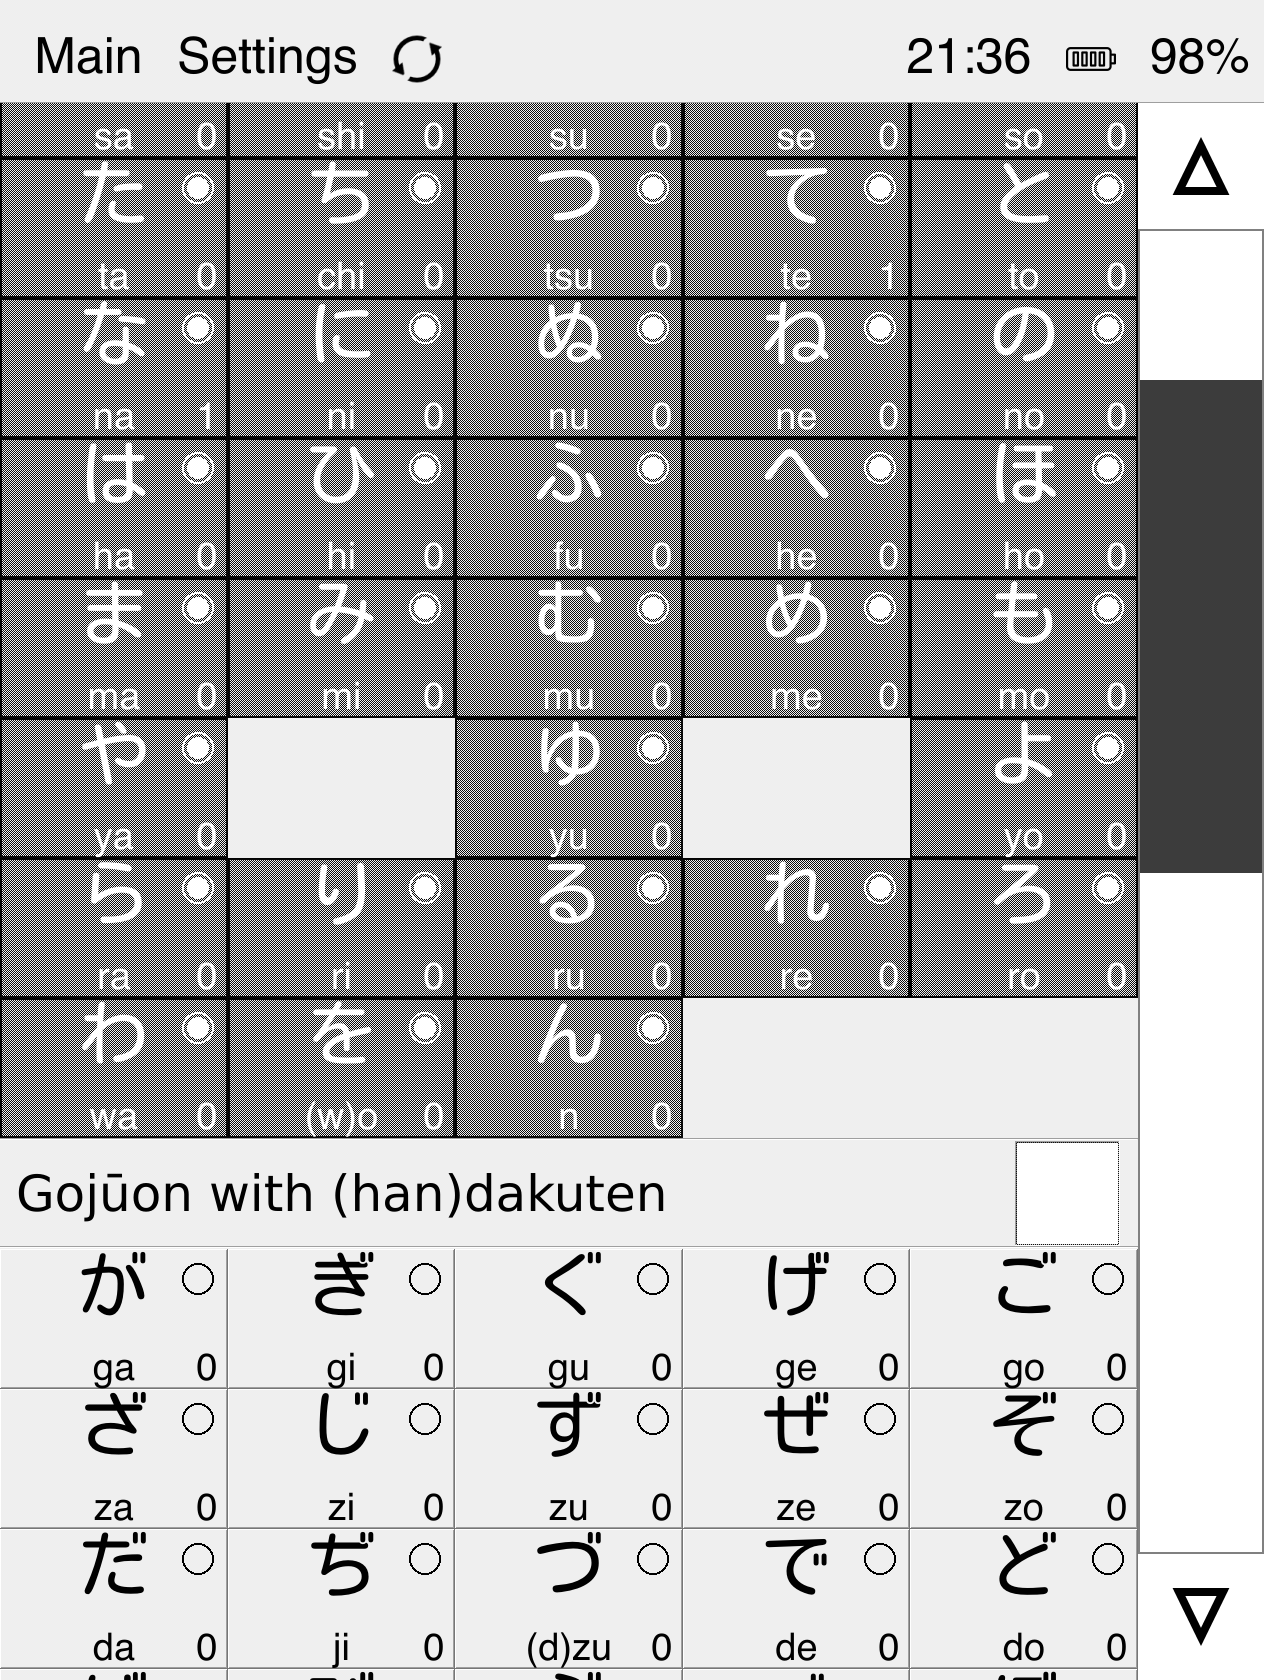 Main Settings 21:36 98%
sa 0 shi 0 su 0 se 0 so 0
た ち つ て と
ta 0 chi 0 tsu 0 te 1 to 0
な に ぬ ね の
na 1 ni 0 nu 0 ne 0 no 0
は ひ ふ へ ほ
ha 0 hi 0 fu 0 he 0 ho 0
ま み む め も
ma 0 mi 0 mu 0 me 0 mo 0
や ゆ よ
ya 0 yu 0 yo 0
ら り る れ ろ
ra 0 ri 0 ru 0 re 0 ro 0
わ を ん
wa 0 (w)o 0 n 0
Gojūon with (han)dakuten
が ぎ ぐ げ ご
ga 0 gi 0 gu 0 ge 0 go 0
ざ じ ず ぜ ぞ
za 0 zi 0 zu 0 ze 0 zo 0
だ ぢ づ で ど
da 0 ji 0 (d)zu 0 de 0 do 0